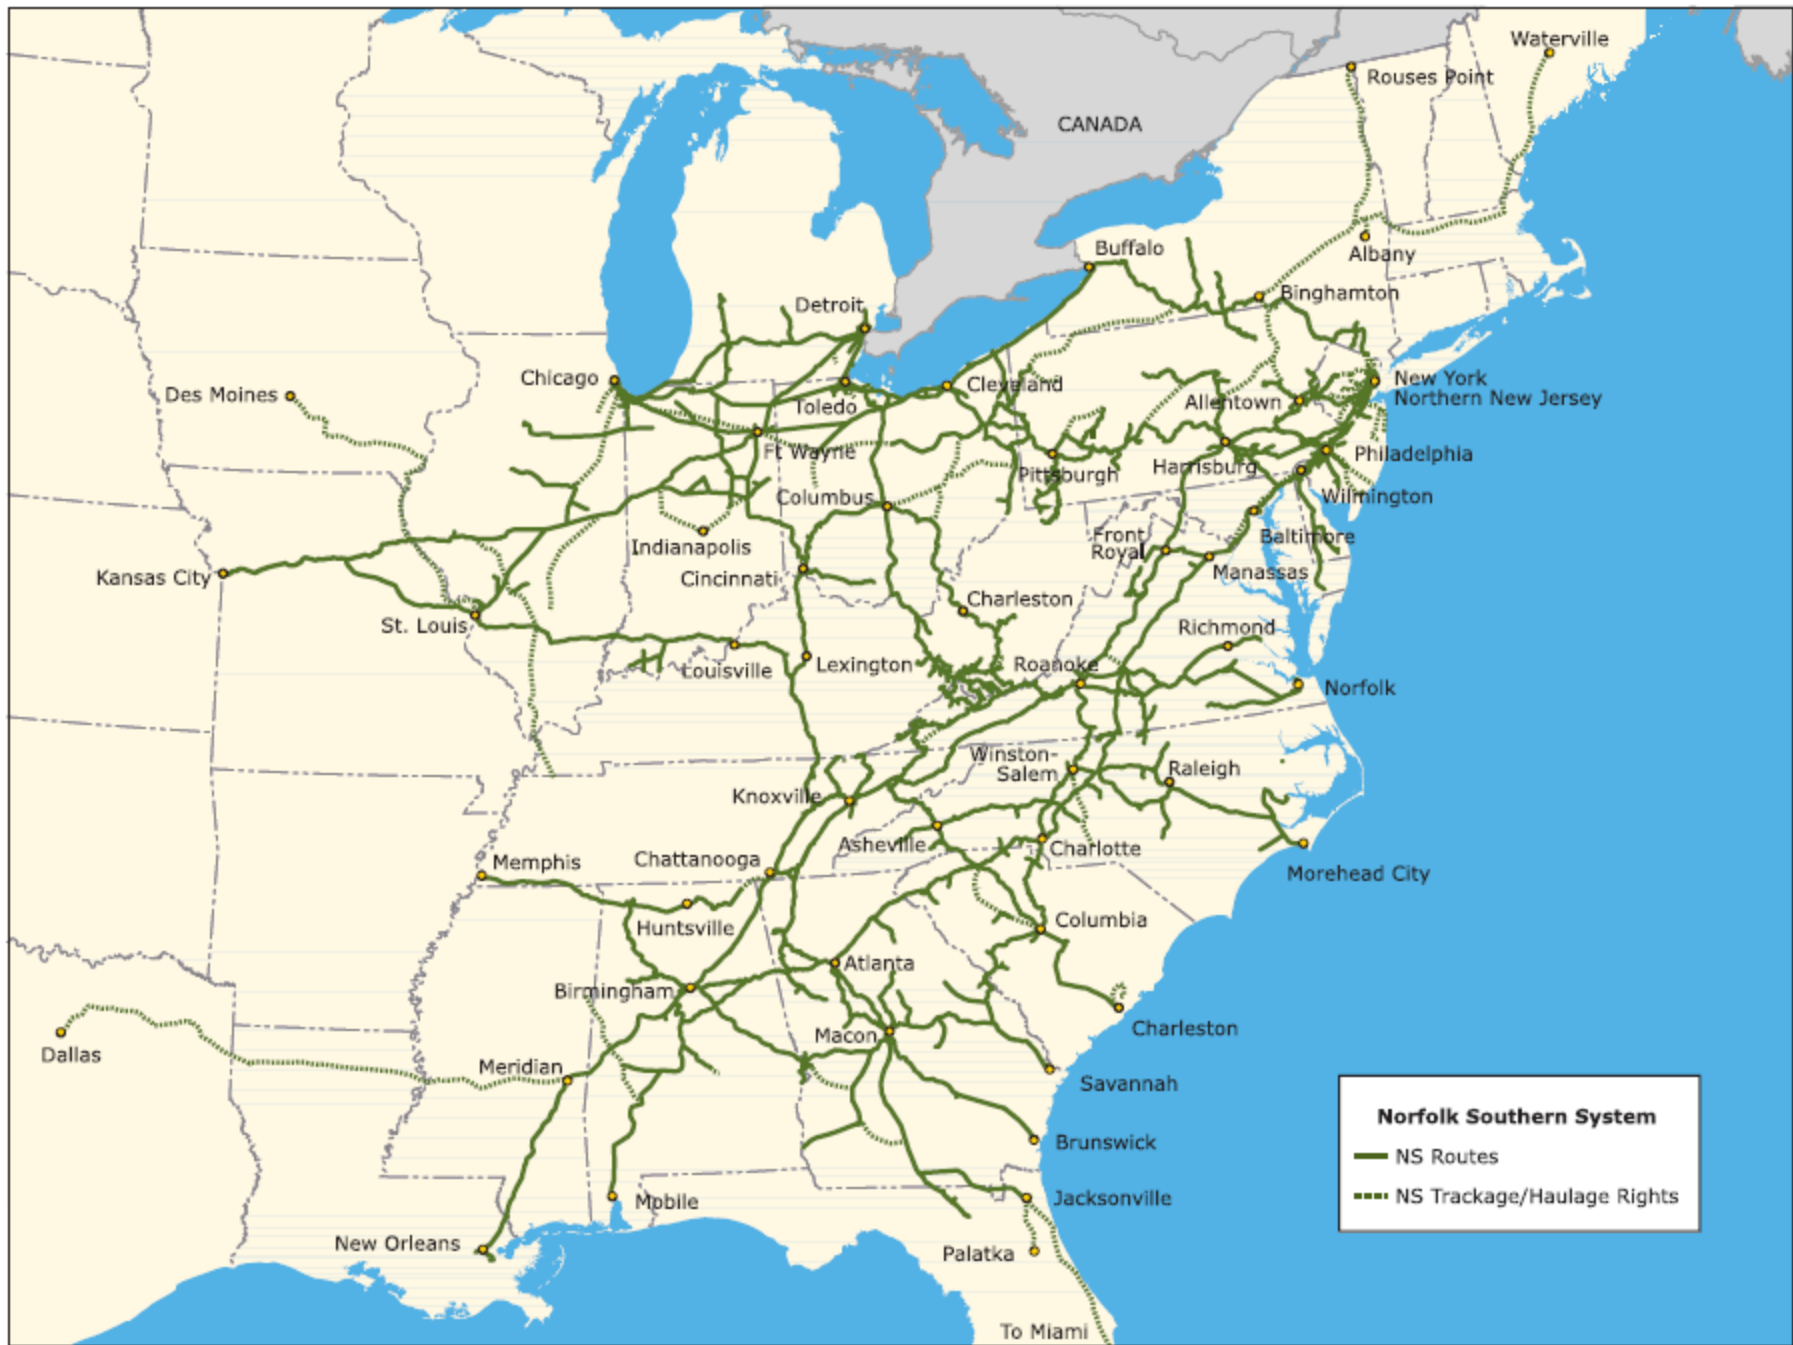 Waterville
Rouses Point
CANADA
Buffalo
Albany
Binghamton
Detroit
Chicago
Des Moines
Cleveland
New York
Northern New Jersey
Toledo
Allentown
Ft Wayne
Pittsburgh
Harrisburg
Philadelphia
Columbus
Wilmington
Front
Royal
Baltimore
Indianapolis
Kansas City
Cincinnati
Manassas
Charleston
St. Louis
Richmond
Louisville
Lexington
Roanoke
Norfolk
Winston-
Salem
Raleigh
Knoxville
Asheville
Charlotte
Memphis
Chattanooga
Morehead City
Huntsville
Columbia
Atlanta
Birmingham
Macon
Charleston
Dallas
Meridian
Savannah
Norfolk Southern System
NS Routes
NS Trackage/Haulage Rights
Brunswick
Mobile
Jacksonville
New Orleans
Palatka
To Miami